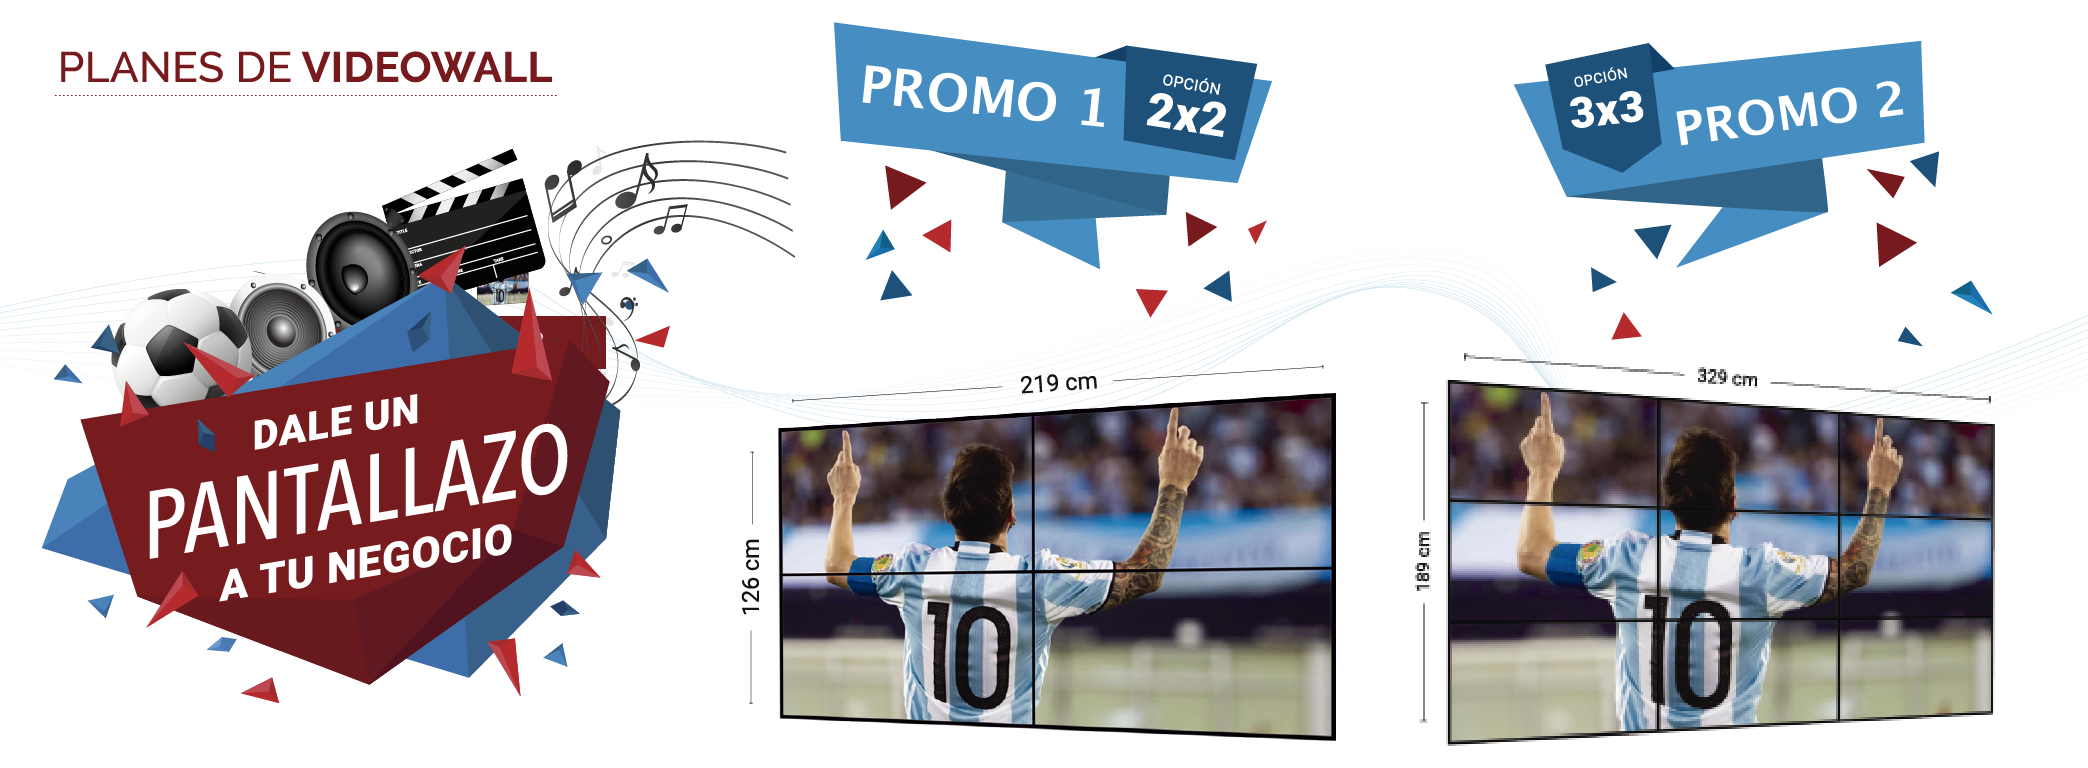 PLANES DE VIDEOWALL
DALE UN
PANTALLAZO
A TU NEGOCIO
TITLE
PROMO 1
OPCIÓN
2x2
219 cm
126 cm
10
OPCIÓN
3x3
PROMO 2
329 cm
189 cm
10